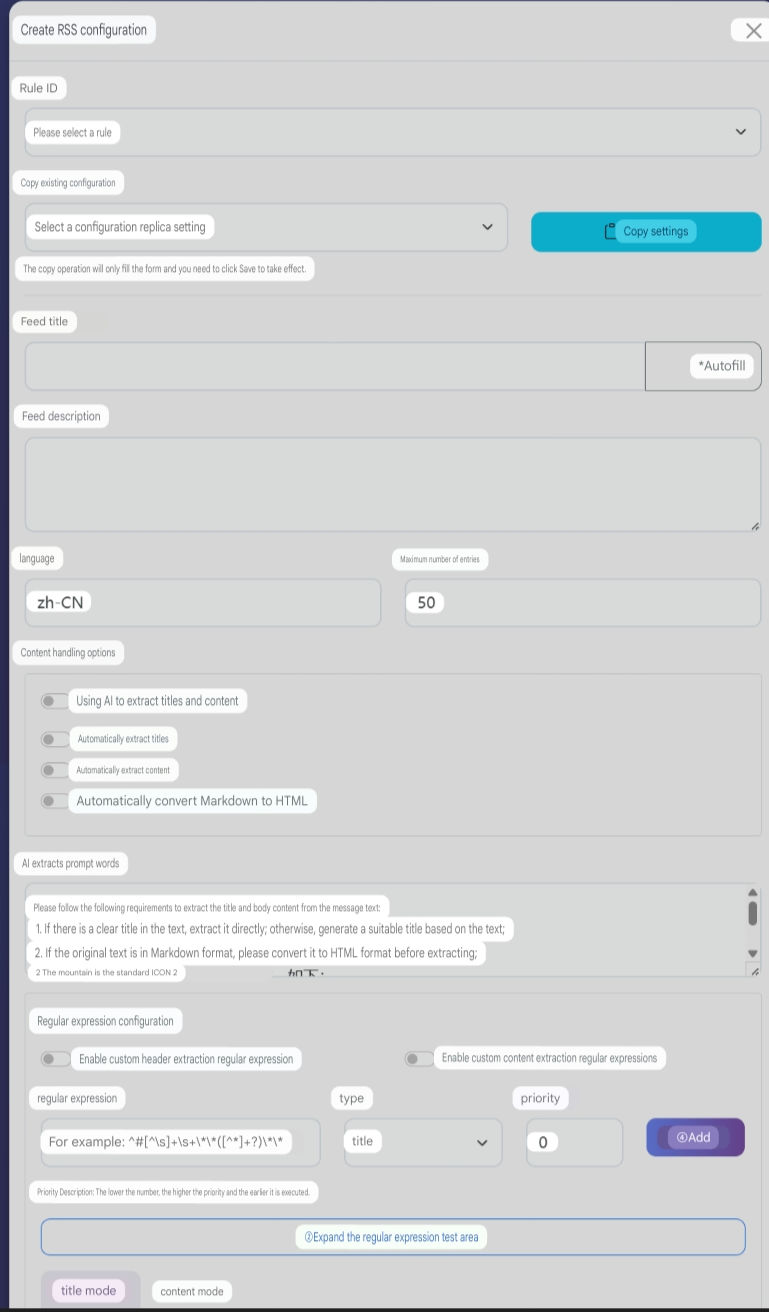 Create RSS configuration
Rule ID
Please select a rule
Copy existing configuration
Select a configuration replica setting
Copy settings
The copy operation will only fill the form and you need to click Save to take effect.
Feed title
*Autofill
Feed description
language
Maximum number of entries
zh-CN
50
Content handling options
Using AI to extract titles and content
Automatically extract titles
Automatically extract content
Automatically convert Markdown to HTML
AI extracts prompt words
Please follow the following requirements to extract the title and body content from the message text:
1. If there is a clear title in the text, extract it directly; otherwise, generate a suitable title based on the text;
2. If the original text is in Markdown format, please convert it to HTML format before extracting;
2 The mountain is the standard ICON 2
Regular expression configuration
Enable custom header extraction regular expression
Enable custom content extraction regular expressions
regular expression
type
priority
For example: ^#[^\s]+\s+\*\*([^*]+?)\*\*
title
0
④Add
Priority Description: The lower the number, the higher the priority and the earlier it is executed.
②Expand the regular expression test area
title mode
content mode